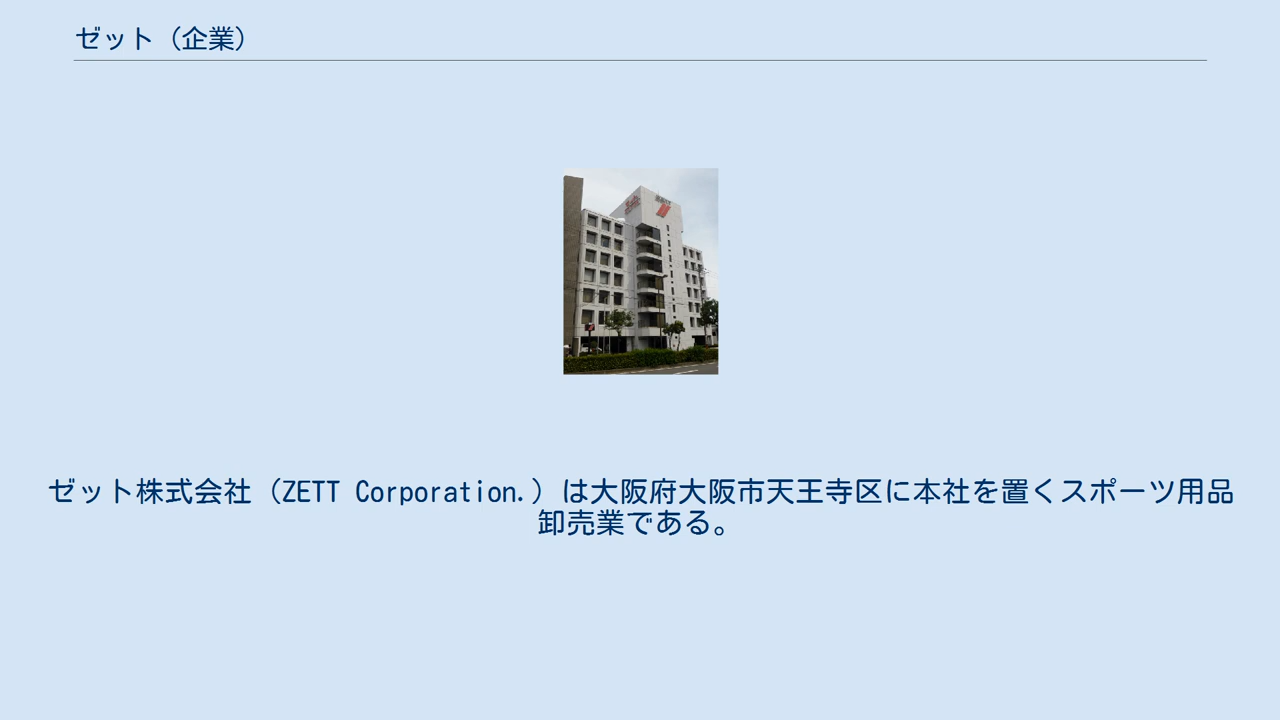 ゼット（企業）
ゼット株式会社（ZETT Corporation.）は大阪府大阪市天王寺区に本社を置くスポーツ用品
卸売業である。